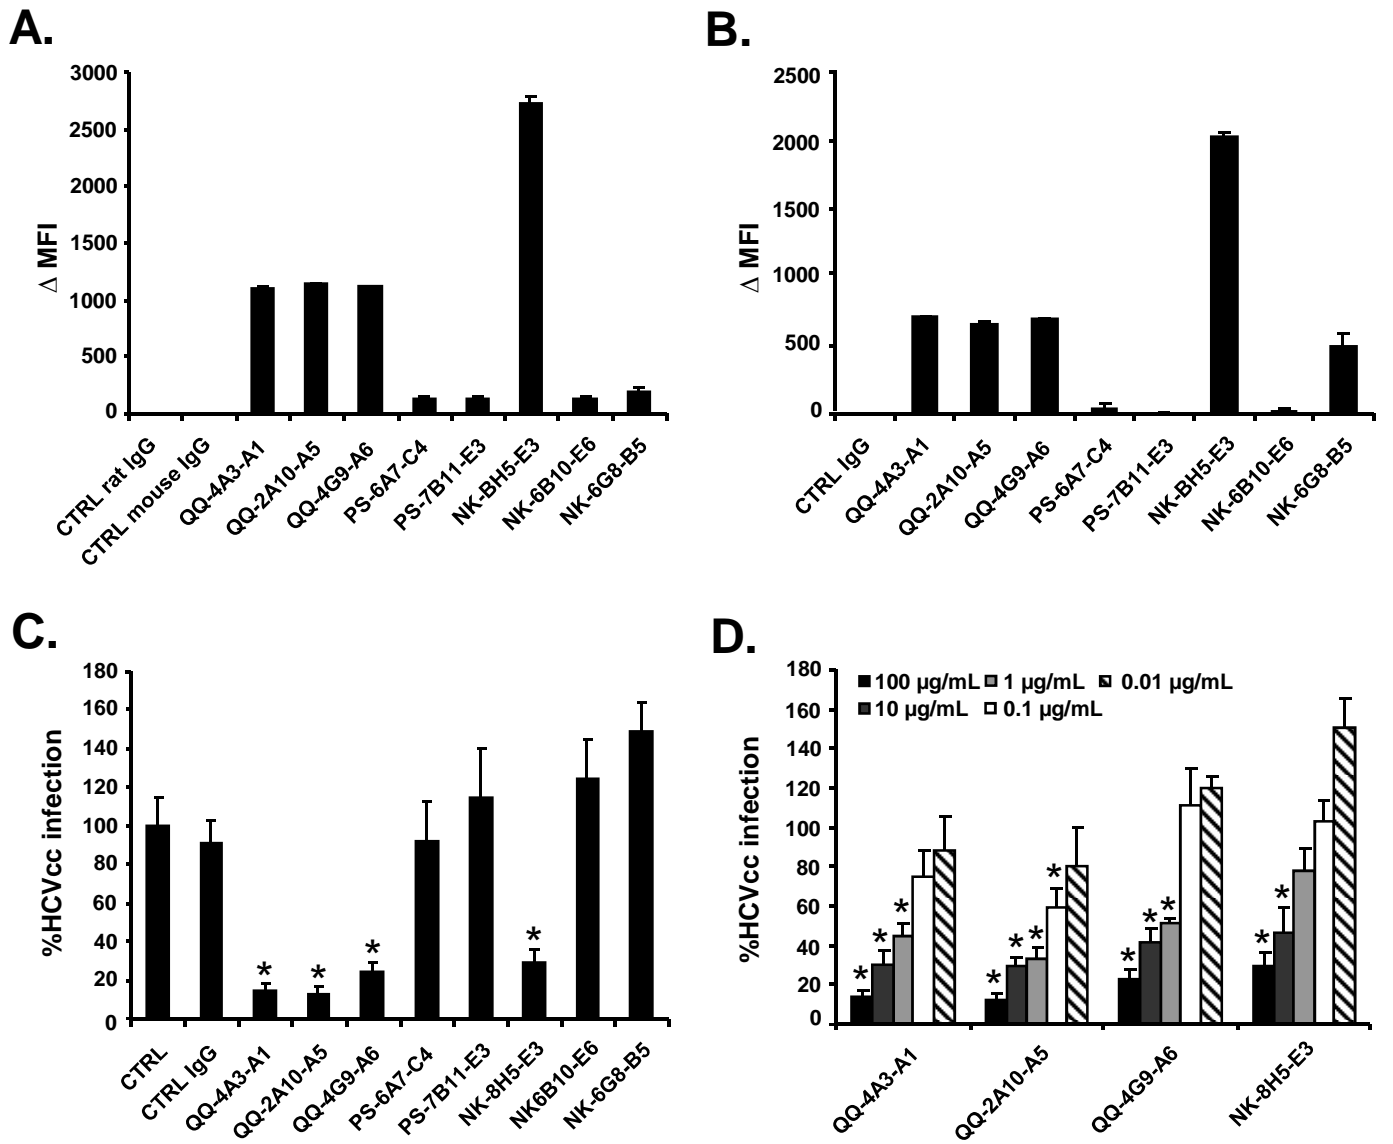 A.
3000
2500
2000
1500
1000
500
0
Δ MFI
CTRL rat IgG
CTRL mouse IgG
QQ-4A3-A1
QQ-2A10-A5
QQ-4G9-A6
PS-6A7-C4
PS-7B11-E3
NK-BH5-E3
NK-6B10-E6
NK-6G8-B5
B.
2500
2000
1500
1000
500
0
Δ MFI
CTRL IgG
QQ-4A3-A1
QQ-2A10-A5
QQ-4G9-A6
PS-6A7-C4
PS-7B11-E3
NK-BH5-E3
NK-6B10-E6
NK-6G8-B5
C.
180
160
140
120
100
80
60
40
20
0
%HCVcc infection
* * * *
CTRL
CTRL IgG
QQ-4A3-A1
QQ-2A10-A5
QQ-4G9-A6
PS-6A7-C4
PS-7B11-E3
NK-8H5-E3
NK6B10-E6
NK-6G8-B5
D.
180
160
140
120
100
80
60
40
20
0
%HCVcc infection
100 µg/mL 1 µg/mL 0.01 µg/mL
10 µg/mL 0.1 µg/mL
* * * * * * * * * * * *
QQ-4A3-A1
QQ-2A10-A5
QQ-4G9-A6
NK-8H5-E3